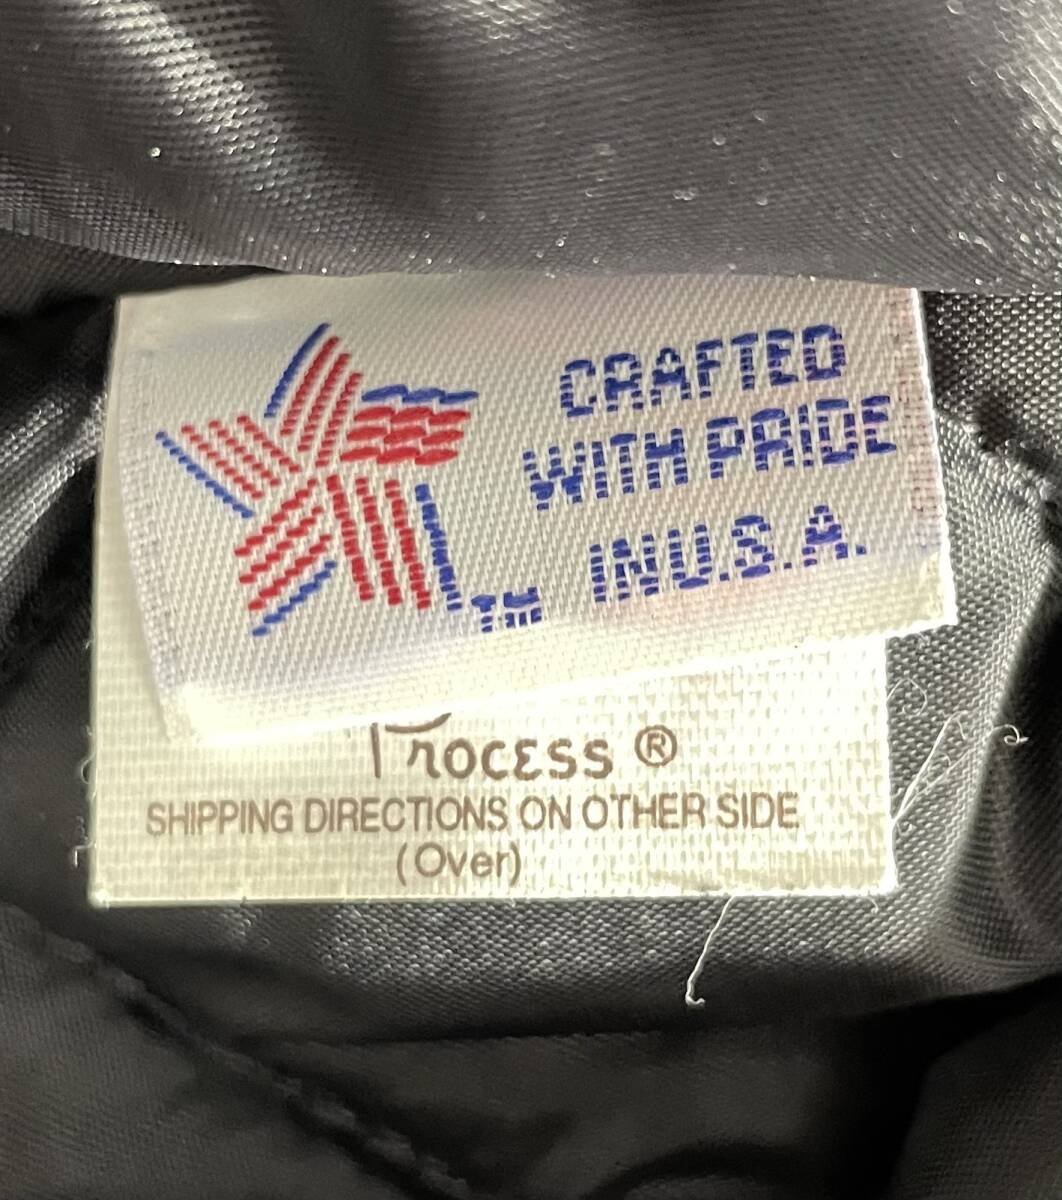 CRAFTED
WITH PRIDE
IN U.S.A.
TM
Process ®
SHIPPING DIRECTIONS ON OTHER SIDE
(Over)